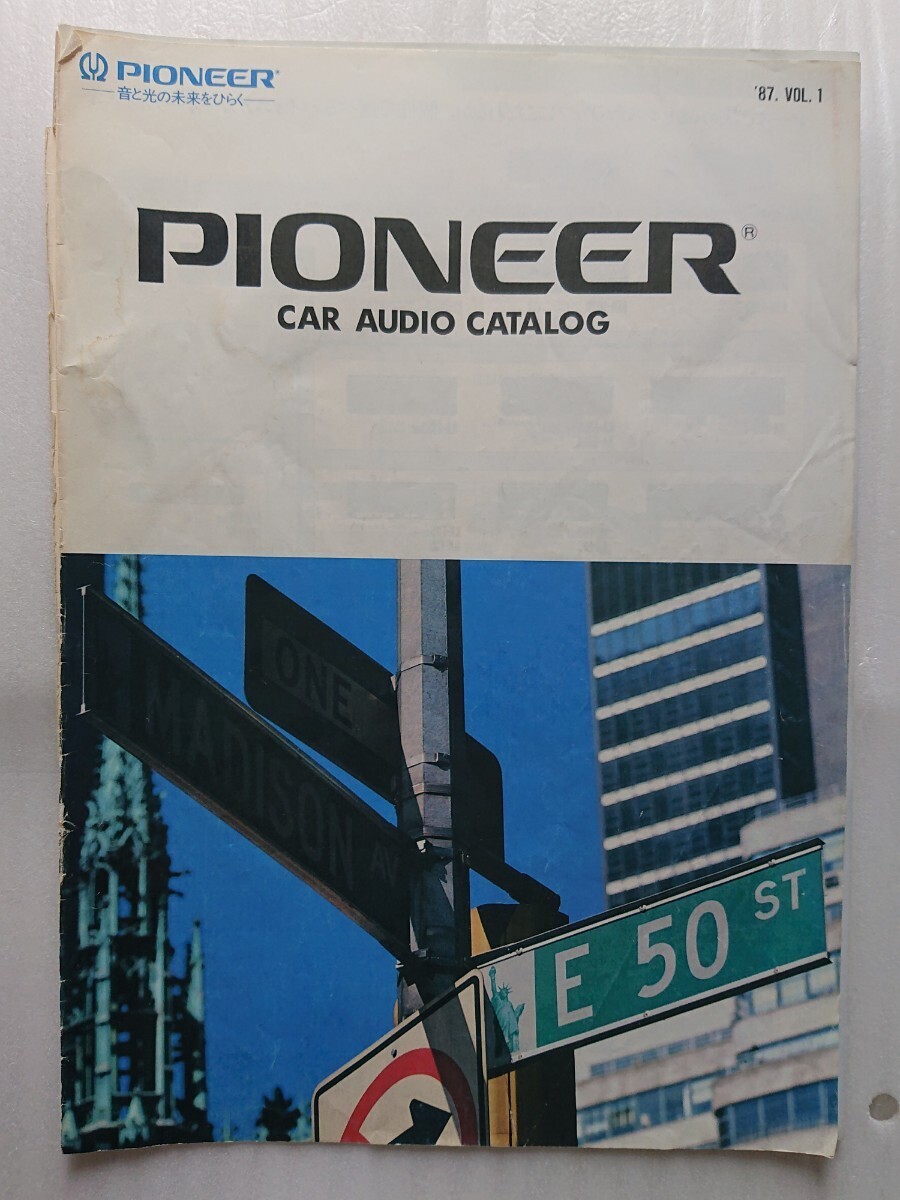 PIONEER®
音と光の未来をひらく
'87. VOL. 1
PIONEER®
CAR AUDIO CATALOG
ONE
MADISON AV
E 50 ST